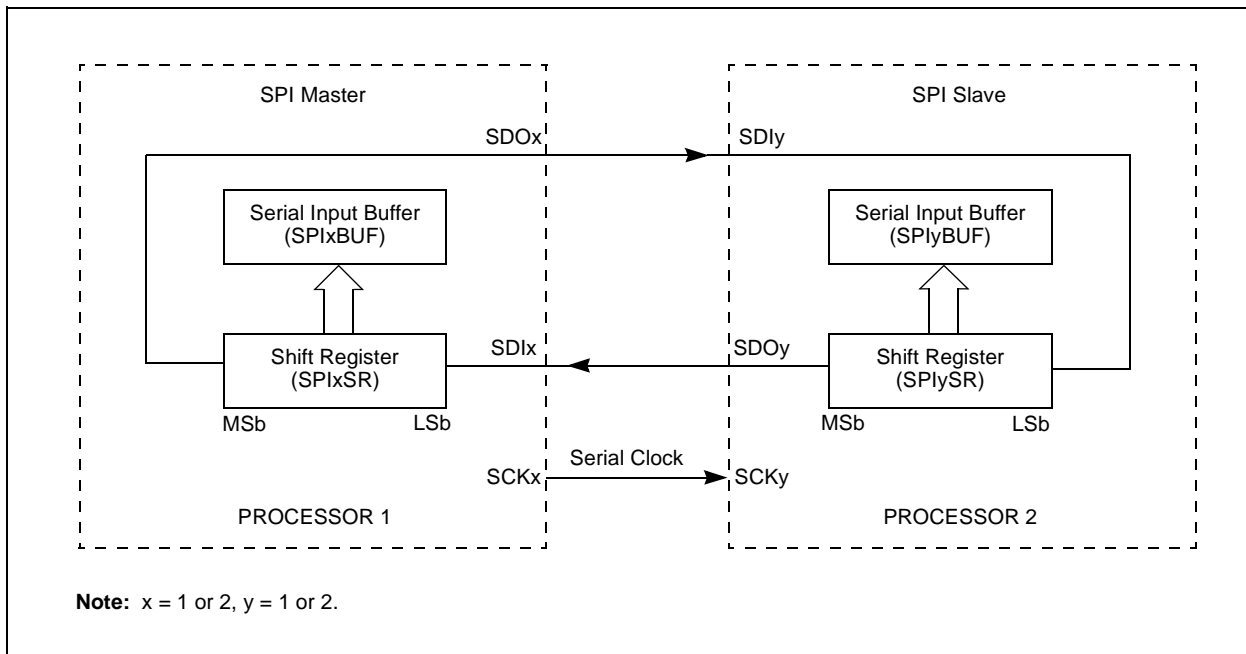 SPI Master
SPI Slave
SDOx
SDIy
Serial Input Buffer
(SPIxBUF)
Serial Input Buffer
(SPIyBUF)
SDIx
SDOy
Shift Register
(SPIxSR)
Shift Register
(SPIySR)
MSb
LSb
MSb
LSb
Serial Clock
SCKx
SCKy
PROCESSOR 1
PROCESSOR 2
Note: x = 1 or 2, y = 1 or 2.